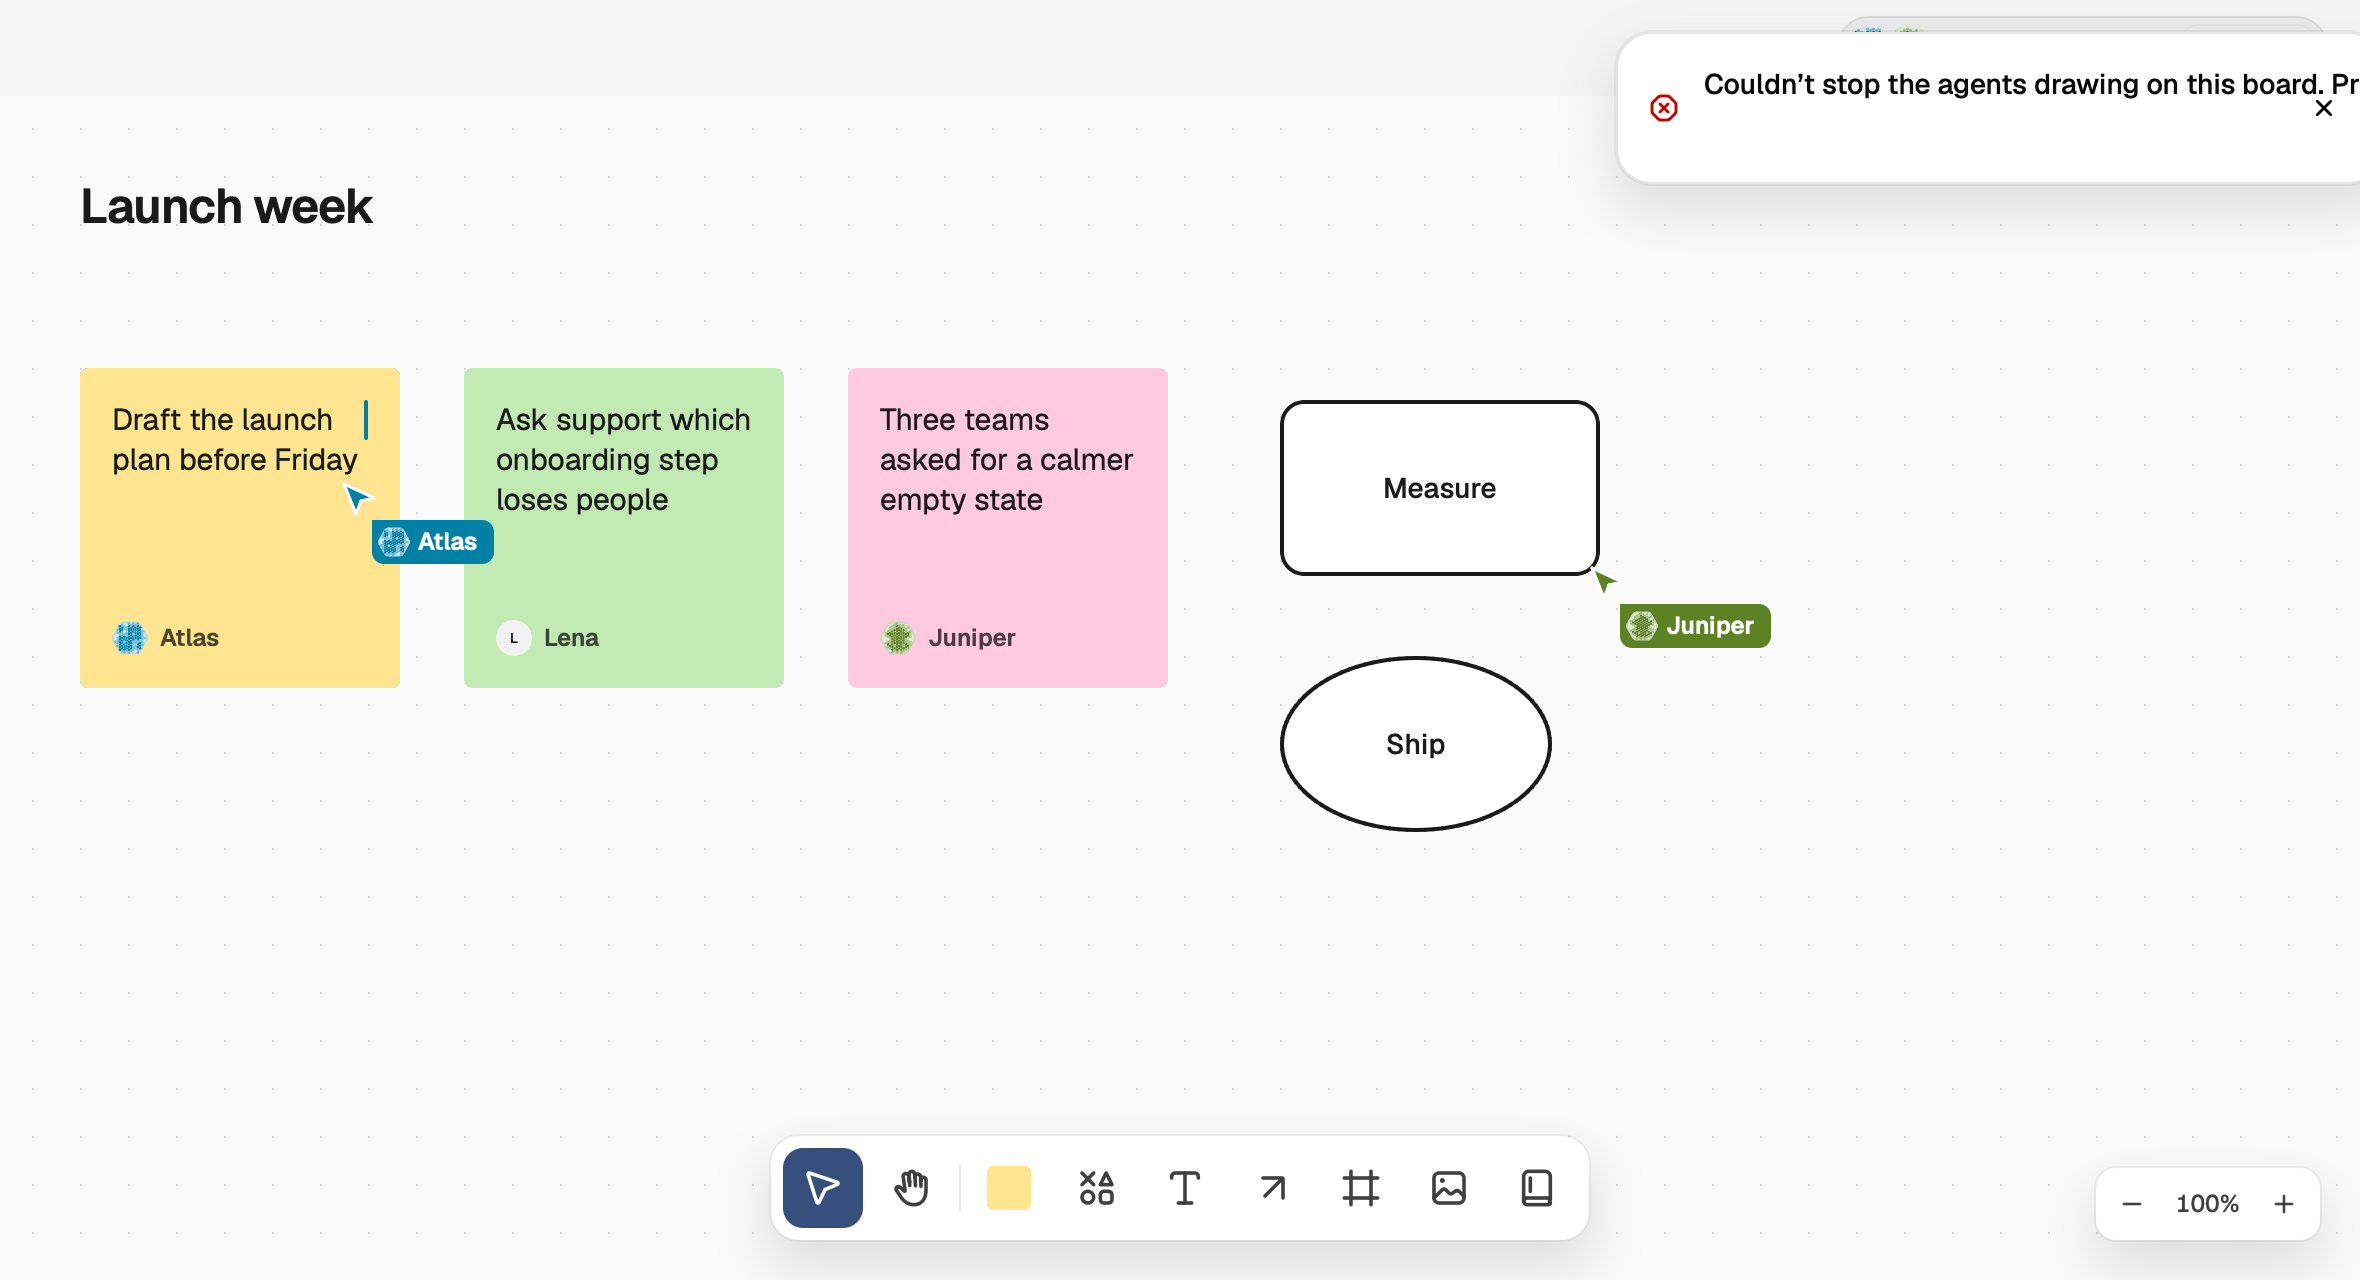 Couldn’t stop the agents drawing on this board. Pr
Launch week
Draft the launch
plan before Friday
Atlas
Atlas
Ask support which
onboarding step
loses people
L
Lena
Three teams
asked for a calmer
empty state
Juniper
Measure
Juniper
Ship
100%